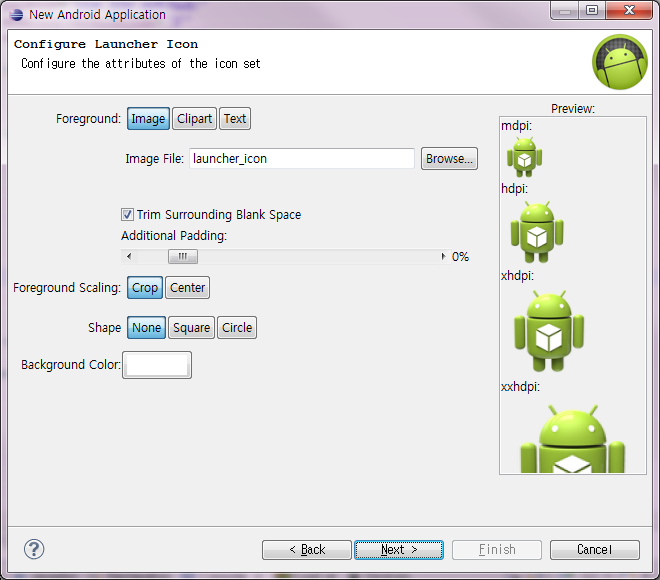 New Android Application
Configure Launcher Icon
Configure the attributes of the icon set
Foreground: Image Clipart Text
Image File: launcher_icon Browse...
Trim Surrounding Blank Space
Additional Padding:
0%
Foreground Scaling: Crop Center
Shape None Square Circle
Background Color:
Preview:
mdpi:
hdpi:
xhdpi:
xxhdpi:
?
< Back Next > Finish Cancel